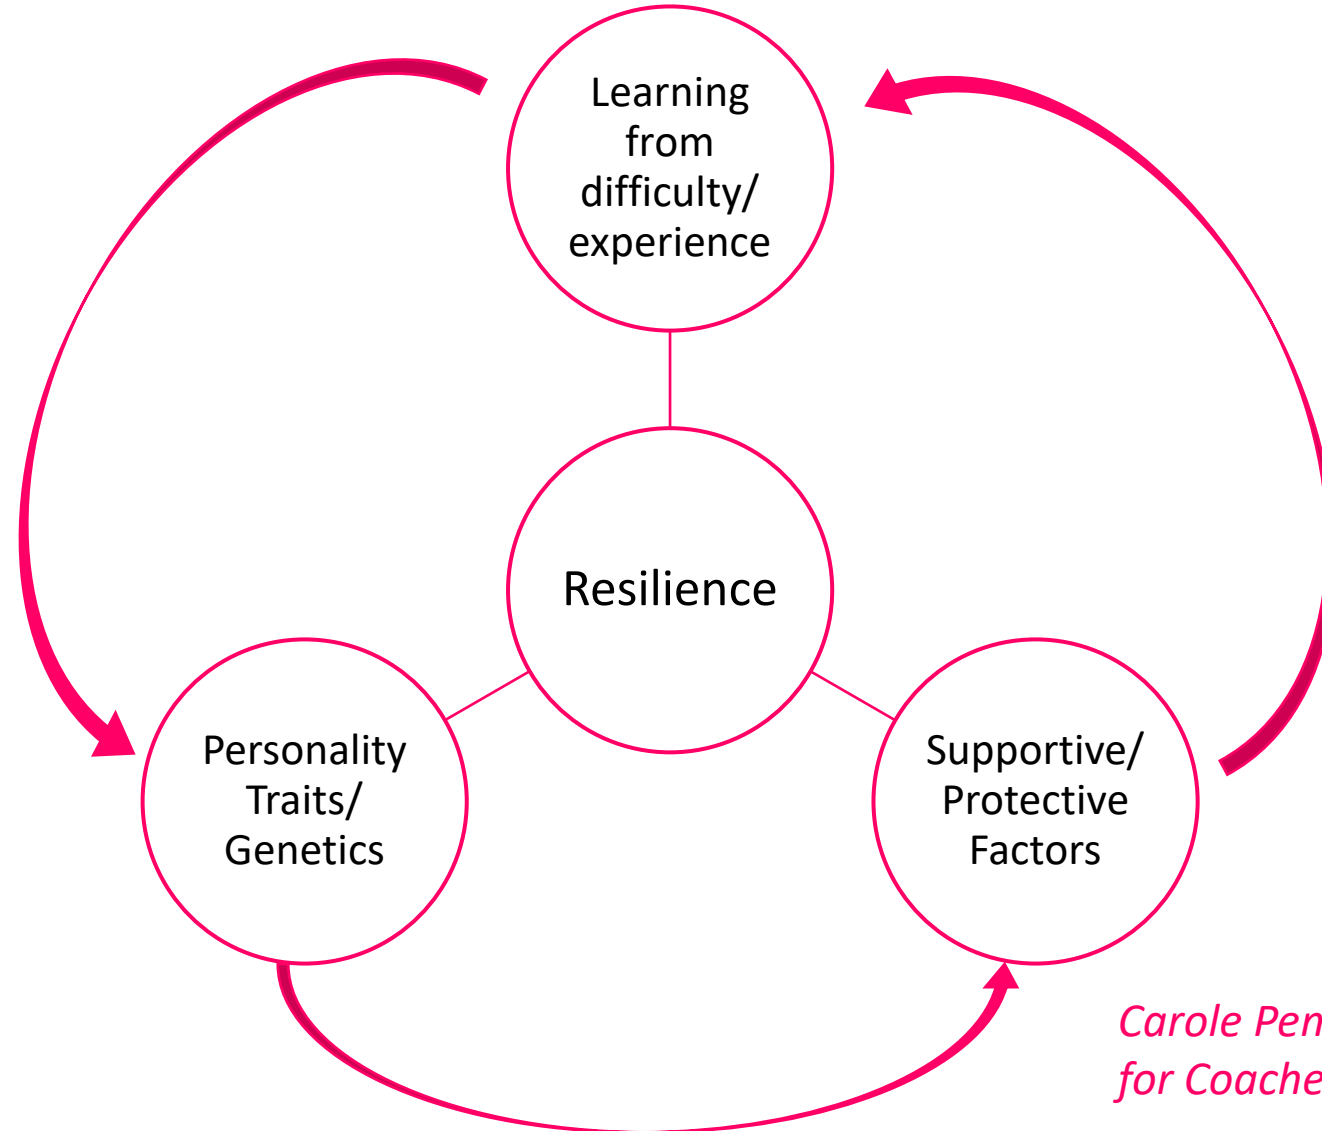 Learning
from
difficulty/
experience
Resilience
Personality
Traits/
Genetics
Supportive/
Protective
Factors
Carole Pen
for Coache